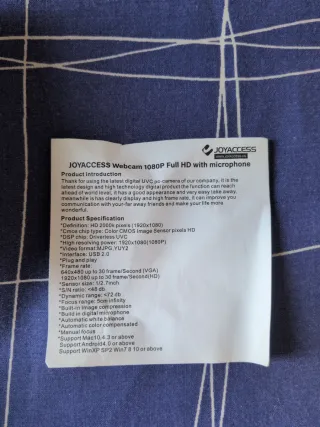 JOYACCESS
JOYACCESS Webcam 1080P Full HD with microphone
Product introduction
Thank for using the latest digital UVC pc-camera of our company. It is the
latest design and high technology digital product the function can reach
ahead of world level, it has a good appearance and very easy take away.
meanwhile is has clearly display and high frame rate, it can improve you
communication with your-far away friends and make your life more
wonderful.
Product Specification
*Definition: HD 2000k pixels (1920x1080)
*Cmos chip type: Color CMOS image Sensor pixels HD
*DSP chip: Driverless UVC
*High resolving power: 1920x1080(1080P)
*Video format:MJPG,YUY2
*Interface: USB 2.0
*Plug and play
*Frame rate:
640x480 up to 30 frame/Second (VGA)
1920x1080 up to 30 frame/Second(HD)
*Sensor size: 1/2.7inch
*S/N ratio: <48 db
*Dynamic range: <72 db
*Focus range: 5cm infinity
*Built-in image compression
*Build in digital microphone
*Automatic white balance
*Automatic color compensated
*Manual focus
*Support Mac10.4.3 or above
Support Android4.0 or above
Support WinXP SP2 Win7 8 10 or above